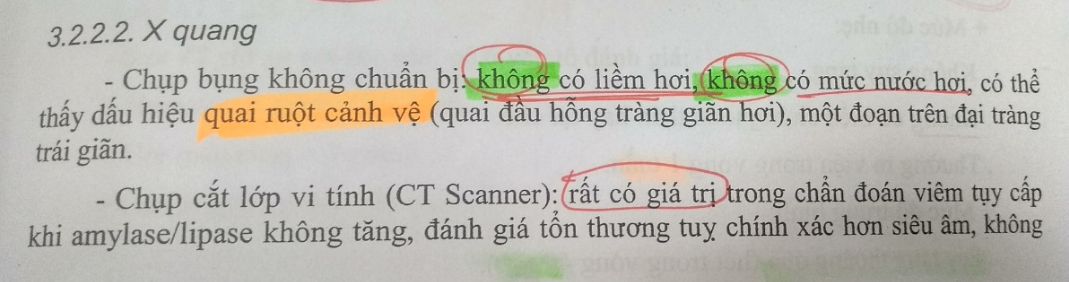 3.2.2.2. X quang
- Chụp bụng không chuẩn bị: không có liềm hơi, không có mức nước hơi, có thể
thấy dấu hiệu quai ruột cảnh vệ (quai đầu hỗng tràng giãn hơi), một đoạn trên đại tràng
trái giãn.
- Chụp cắt lớp vi tính (CT Scanner): rất có giá trị trong chẩn đoán viêm tụy cấp
khi amylase/lipase không tăng, đánh giá tổn thương tuỵ chính xác hơn siêu âm, không